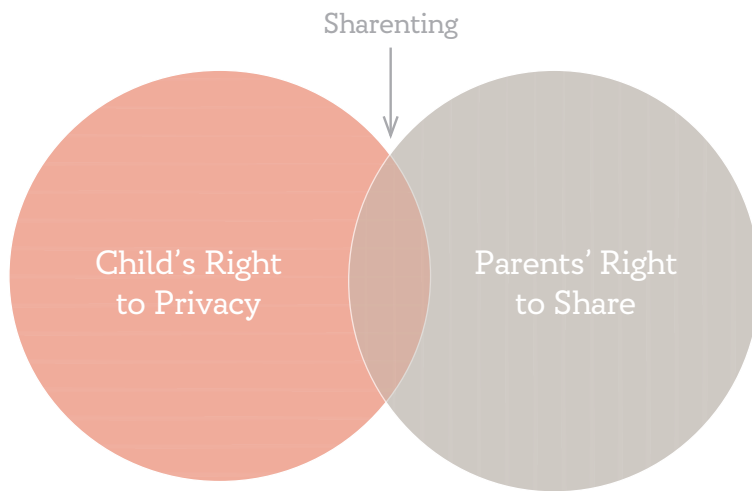 Sharenting
Child’s Right
to Privacy
Parents’ Right
to Share